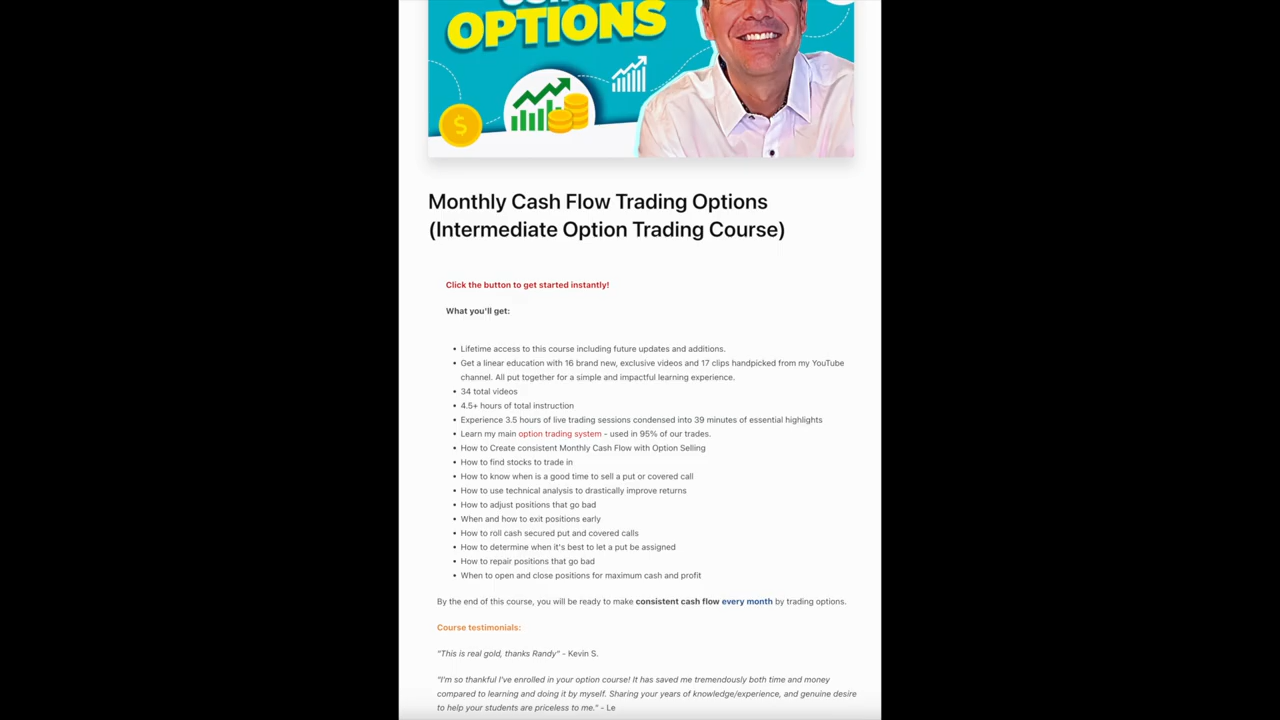 OPTIONS
$
Monthly Cash Flow Trading Options
(Intermediate Option Trading Course)
Click the button to get started instantly!
What you'll get:
• Lifetime access to this course including future updates and additions.
• Get a linear education with 16 brand new, exclusive videos and 17 clips handpicked from my YouTube
channel. All put together for a simple and impactful learning experience.
• 34 total videos
• 4.5+ hours of total instruction
• Experience 3.5 hours of live trading sessions condensed into 39 minutes of essential highlights
• Learn my main option trading system - used in 95% of our trades.
• How to Create consistent Monthly Cash Flow with Option Selling
• How to find stocks to trade in
• How to know when is a good time to sell a put or covered call
• How to use technical analysis to drastically improve returns
• How to adjust positions that go bad
• When and how to exit positions early
• How to roll cash secured put and covered calls
• How to determine when it's best to let a put be assigned
• How to repair positions that go bad
• When to open and close positions for maximum cash and profit
By the end of this course, you will be ready to make consistent cash flow every month by trading options.
Course testimonials:
"This is real gold, thanks Randy" - Kevin S.
"I'm so thankful I've enrolled in your option course! It has saved me tremendously both time and money
compared to learning and doing it by myself. Sharing your years of knowledge/experience, and genuine desire
to help your students are priceless to me." - Le